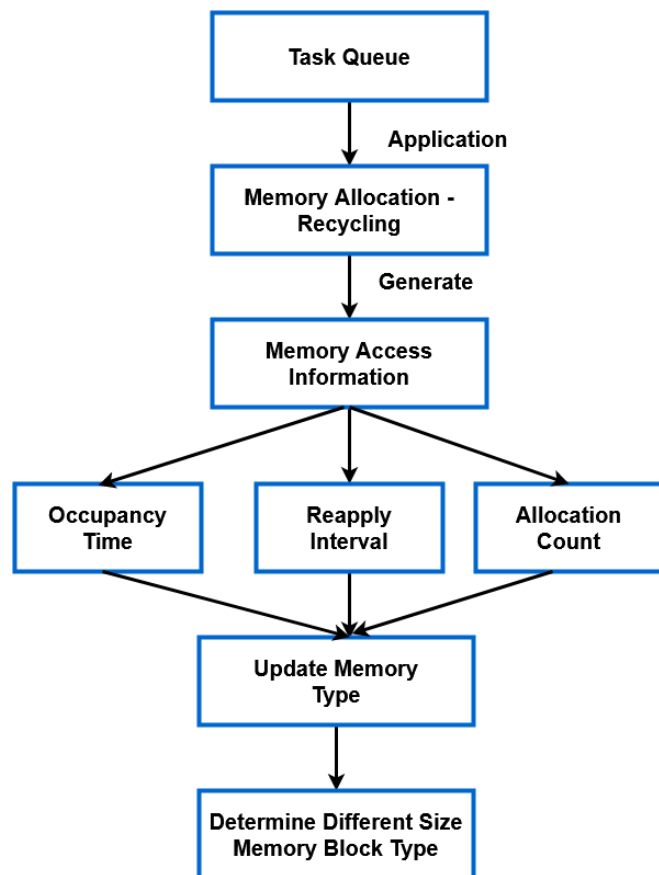 Task Queue
Application
Memory Allocation -
Recycling
Generate
Memory Access
Information
Occupancy
Time
Reapply
Interval
Allocation
Count
Update Memory
Type
Determine Different Size
Memory Block Type